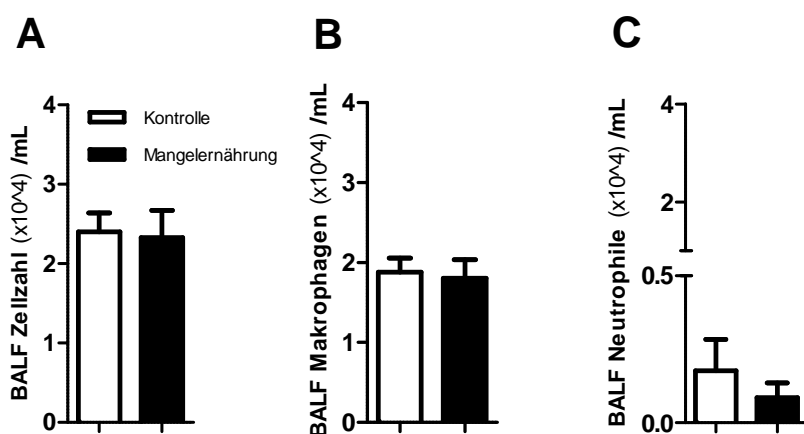 A
BALF Zellzahl (x10^4) /mL
4
3
2
1
0
Kontrolle
Mangelernährung
B
BALF Makrophagen (x10^4) /mL
4
3
2
1
0
C
BALF Neutrophile (x10^4) /mL
4
2
0.5
0.0